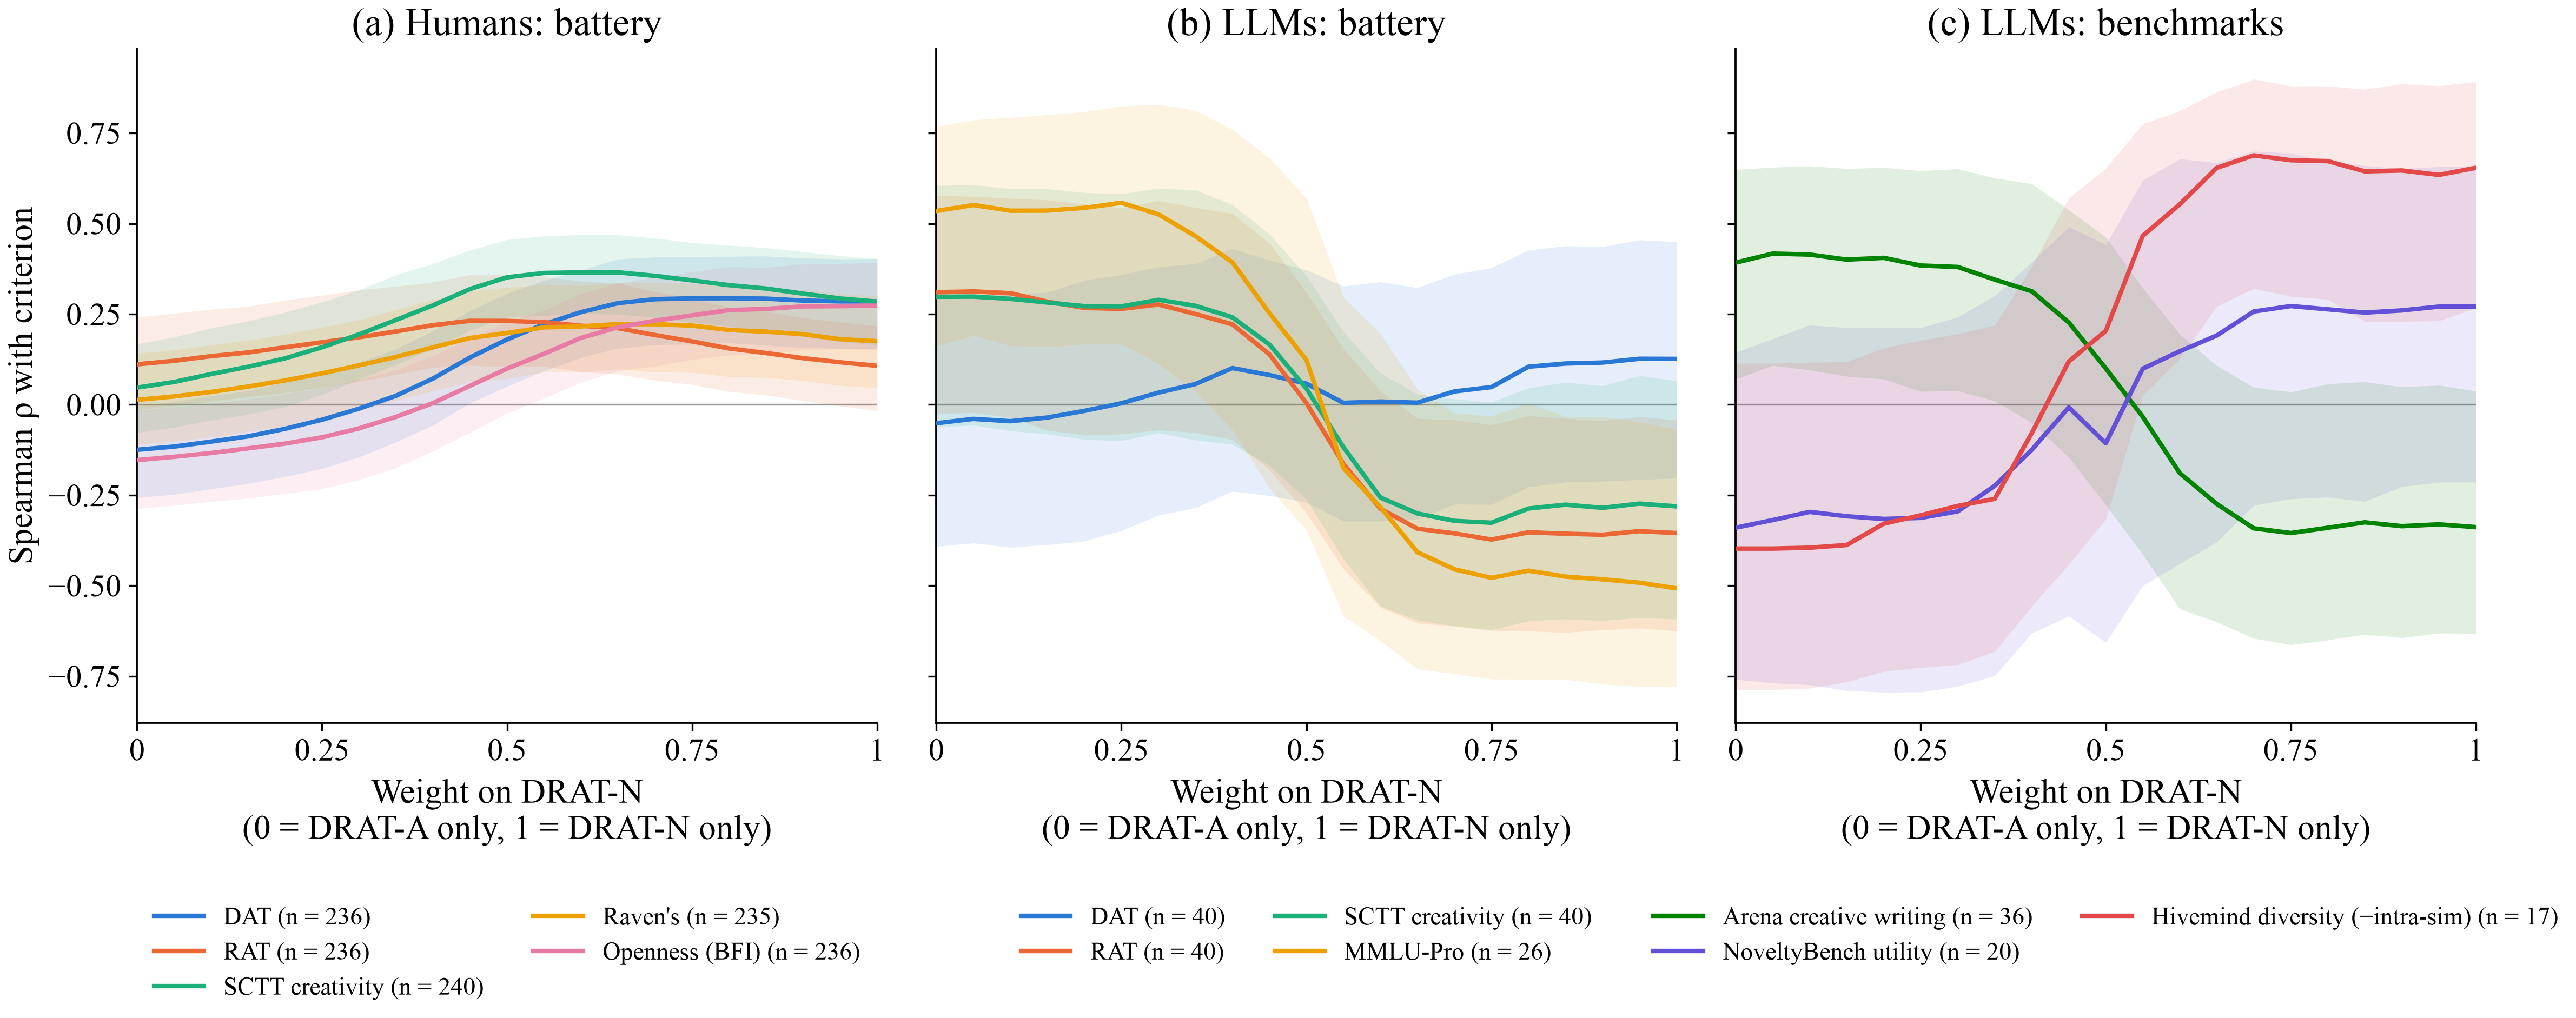 (a) Humans: battery
(b) LLMs: battery
(c) LLMs: benchmarks
Spearman ρ with criterion
0.75
0.50
0.25
0.00
−0.25
−0.50
−0.75
0 0.25 0.5 0.75 1
0 0.25 0.5 0.75 1
0 0.25 0.5 0.75 1
Weight on DRAT-N
(0 = DRAT-A only, 1 = DRAT-N only)
Weight on DRAT-N
(0 = DRAT-A only, 1 = DRAT-N only)
Weight on DRAT-N
(0 = DRAT-A only, 1 = DRAT-N only)
DAT (n = 236)
RAT (n = 236)
SCTT creativity (n = 240)
Raven's (n = 235)
Openness (BFI) (n = 236)
DAT (n = 40)
RAT (n = 40)
SCTT creativity (n = 40)
MMLU-Pro (n = 26)
Arena creative writing (n = 36)
NoveltyBench utility (n = 20)
Hivemind diversity (−intra-sim) (n = 17)